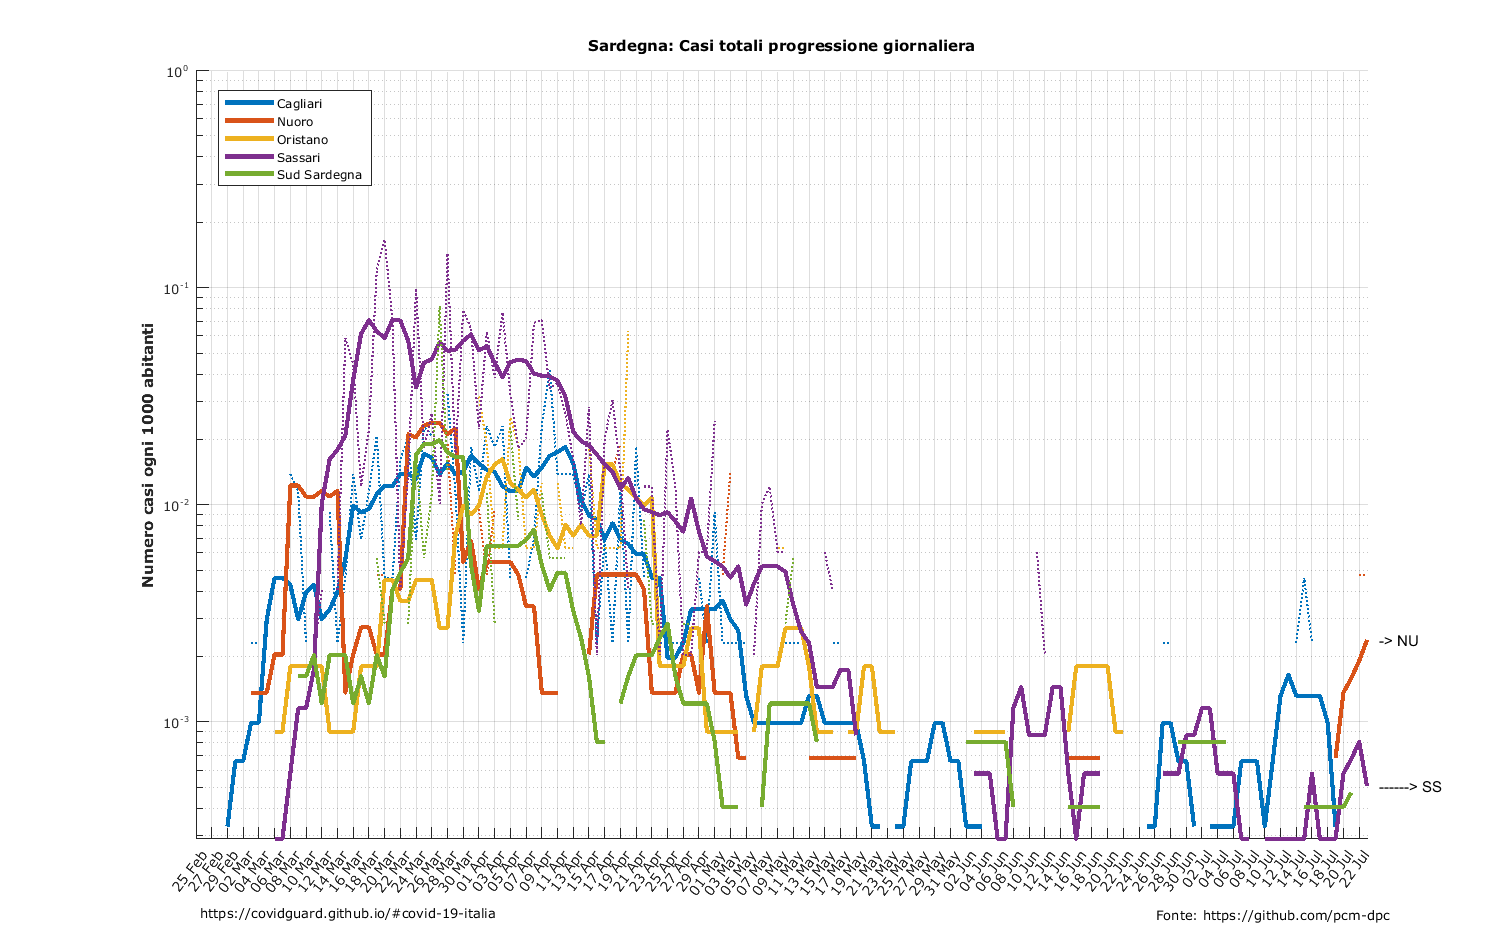 Sardegna: Casi totali progressione giornaliera
10^0
10^-1
10^-2
10^-3
Numero casi ogni 1000 abitanti
Cagliari
Nuoro
Oristano
Sassari
Sud Sardegna
-> NU
------> SS
25 Feb
27 Feb
29 Feb
02 Mar
04 Mar
06 Mar
08 Mar
10 Mar
12 Mar
14 Mar
16 Mar
18 Mar
20 Mar
22 Mar
24 Mar
26 Mar
28 Mar
30 Mar
01 Apr
03 Apr
05 Apr
07 Apr
09 Apr
11 Apr
13 Apr
15 Apr
17 Apr
19 Apr
21 Apr
23 Apr
25 Apr
27 Apr
29 Apr
01 May
03 May
05 May
07 May
09 May
11 May
13 May
15 May
17 May
19 May
21 May
23 May
25 May
27 May
29 May
31 May
02 Jun
04 Jun
06 Jun
08 Jun
10 Jun
12 Jun
14 Jun
16 Jun
18 Jun
20 Jun
22 Jun
24 Jun
26 Jun
28 Jun
30 Jun
02 Jul
04 Jul
06 Jul
08 Jul
10 Jul
12 Jul
14 Jul
16 Jul
18 Jul
20 Jul
22 Jul
https://covidguard.github.io/#covid-19-italia
Fonte: https://github.com/pcm-dpc